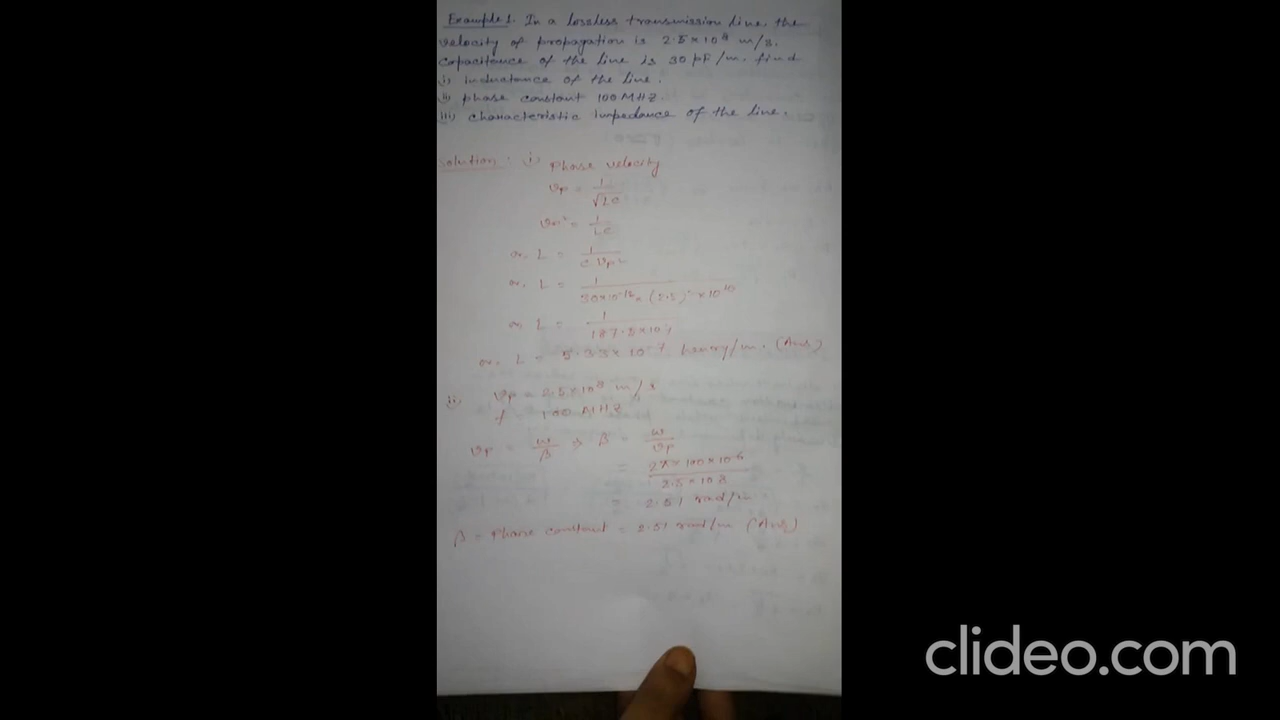 Example 1. In a lossless transmission line the
velocity of propagation is 2.5×10⁸ m/s.
Capacitance of the line is 30 pF/m. find
i) inductance of the line.
ii) phase constant 100 MHZ
iii) characteristic impedance of the line.
Solution: i) Phase velocity
Vp = 1/√LC
Vp² = 1/LC
or. L = 1/C Vp²
or. L = 1/30×10⁻¹² × (2.5)² × 10¹⁶
or L = 1/187.5×10⁴
or. L = 5.33×10⁻⁷ henry/m. (Ans)
ii) Vp = 2.5×10⁸ m/s
f = 100 MHZ
Vp = ω/β ⇒ β = ω/Vp
= 2π×100×10⁶/2.5×10⁸
= 2.51 rad/m
β = Phase constant = 2.51 rad/m (Ans)
clideo.com